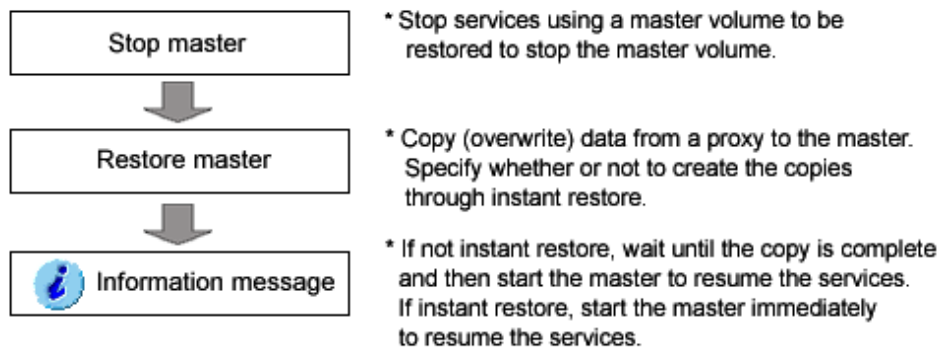 Stop master
* Stop services using a master volume to be
restored to stop the master volume.
Restore master
* Copy (overwrite) data from a proxy to the master.
Specify whether or not to create the copies
through instant restore.
Information message
* If not instant restore, wait until the copy is complete
and then start the master to resume the services.
If instant restore, start the master immediately
to resume the services.